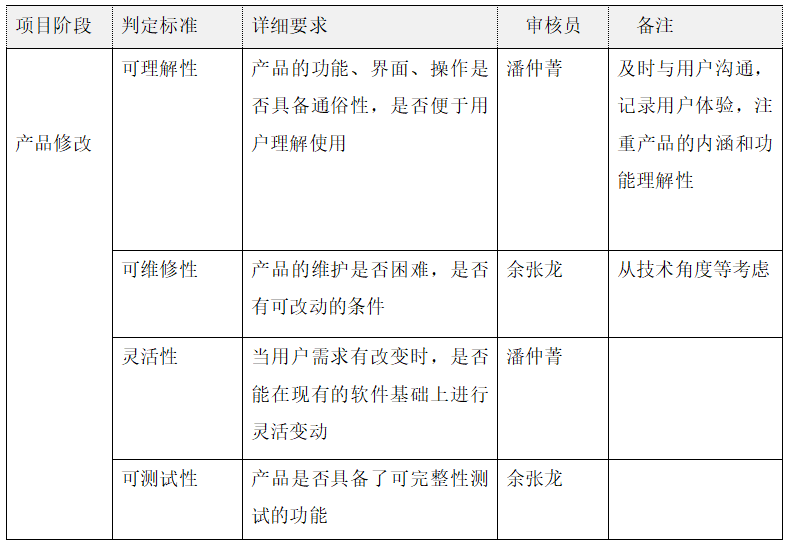 项目阶段 判定标准 详细要求 审核员 备注
产品修改
可理解性
产品的功能、界面、操作是
否具备通俗性，是否便于用
户理解使用
潘仲菁
及时与用户沟通，
记录用户体验，注
重产品的内涵和功
能理解性
可维修性
产品的维护是否困难，是否
有可改动的条件
余张龙
从技术角度等考虑
灵活性
当用户需求有改变时，是否
能在现有的软件基础上进行
灵活变动
潘仲菁
可测试性
产品是否具备了可完整性测
试的功能
余张龙